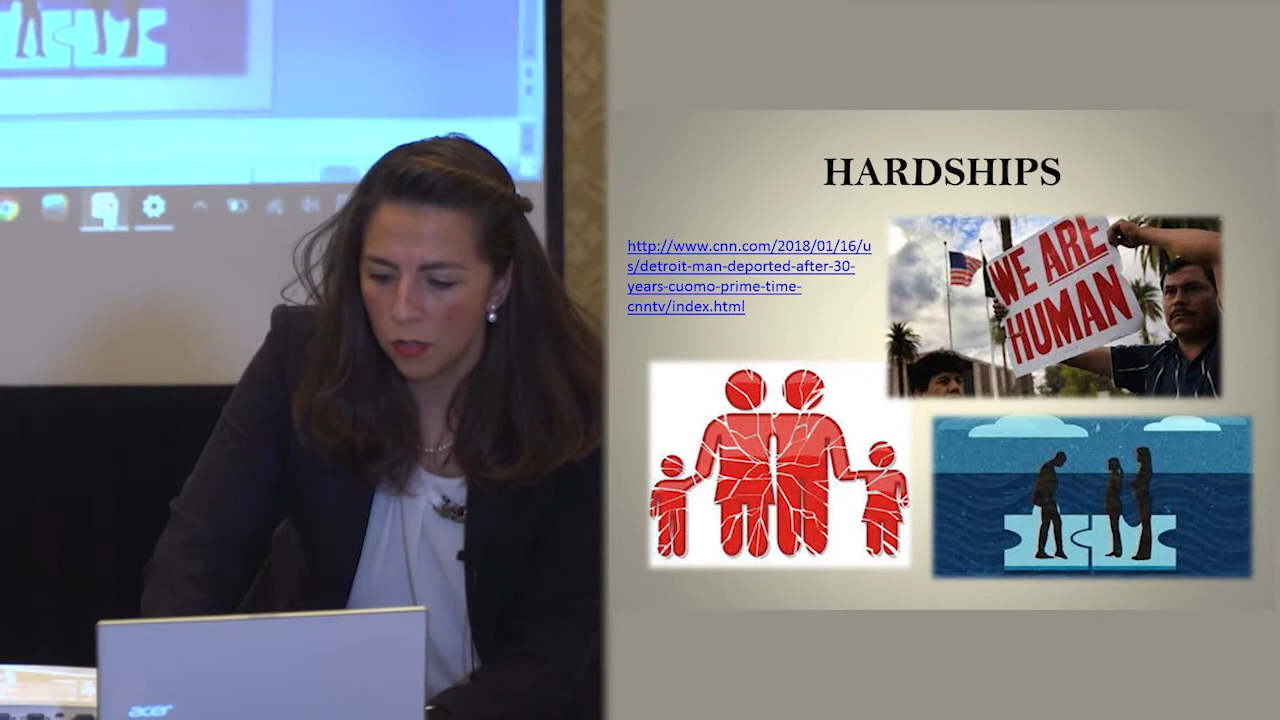 HARDSHIPS
http://www.cnn.com/2018/01/16/u
s/detroit-man-deported-after-30-
years-cuomo-prime-time-
cnntv/index.html
WE ARE
HUMAN
acer